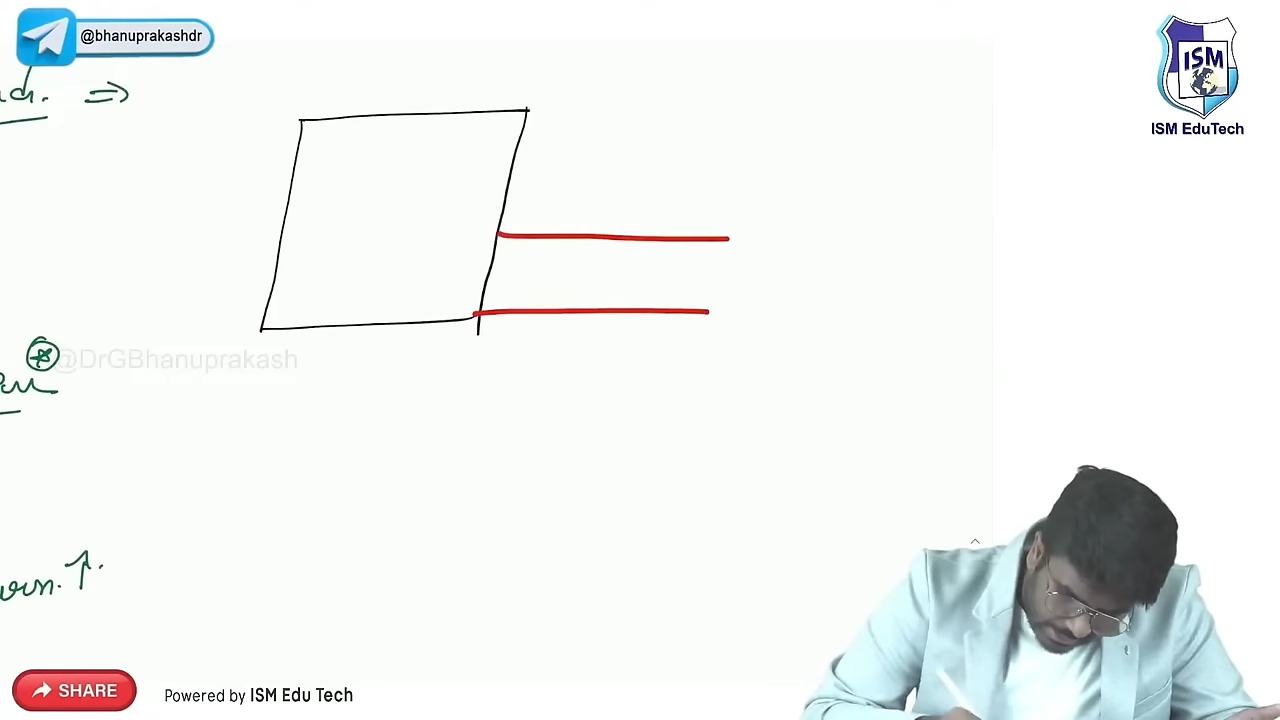 @bhanuprakashdr
ISM
ISM EduTech
@DrGBhanuprakash
SHARE
Powered by ISM Edu Tech